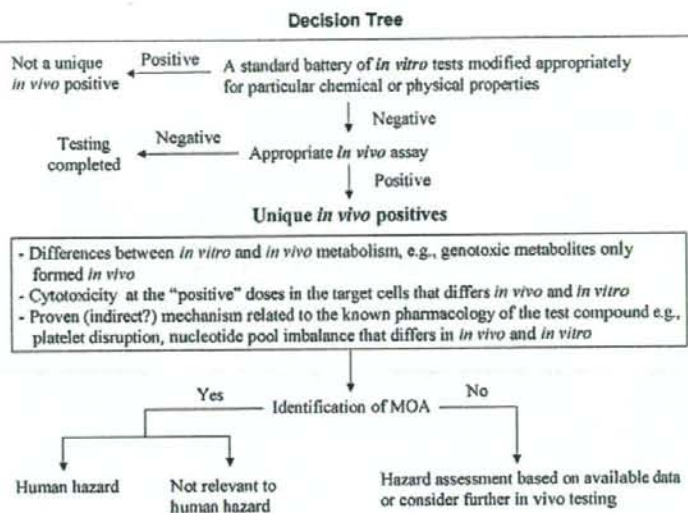 Decision Tree
Not a unique
in vivo positive
Positive
A standard battery of in vitro tests modified appropriately
for particular chemical or physical properties
Negative
Testing
completed
Negative
Appropriate in vivo assay
Positive
Unique in vivo positives
- Differences between in vitro and in vivo metabolism, e.g., genotoxic metabolites only
formed in vivo
- Cytotoxicity at the “positive” doses in the target cells that differs in vivo and in vitro
- Proven (indirect?) mechanism related to the known pharmacology of the test compound e.g.,
platelet disruption, nucleotide pool imbalance that differs in in vivo and in vitro
Yes
Identification of MOA
No
Human hazard
Not relevant to
human hazard
Hazard assessment based on available data
or consider further in vivo testing